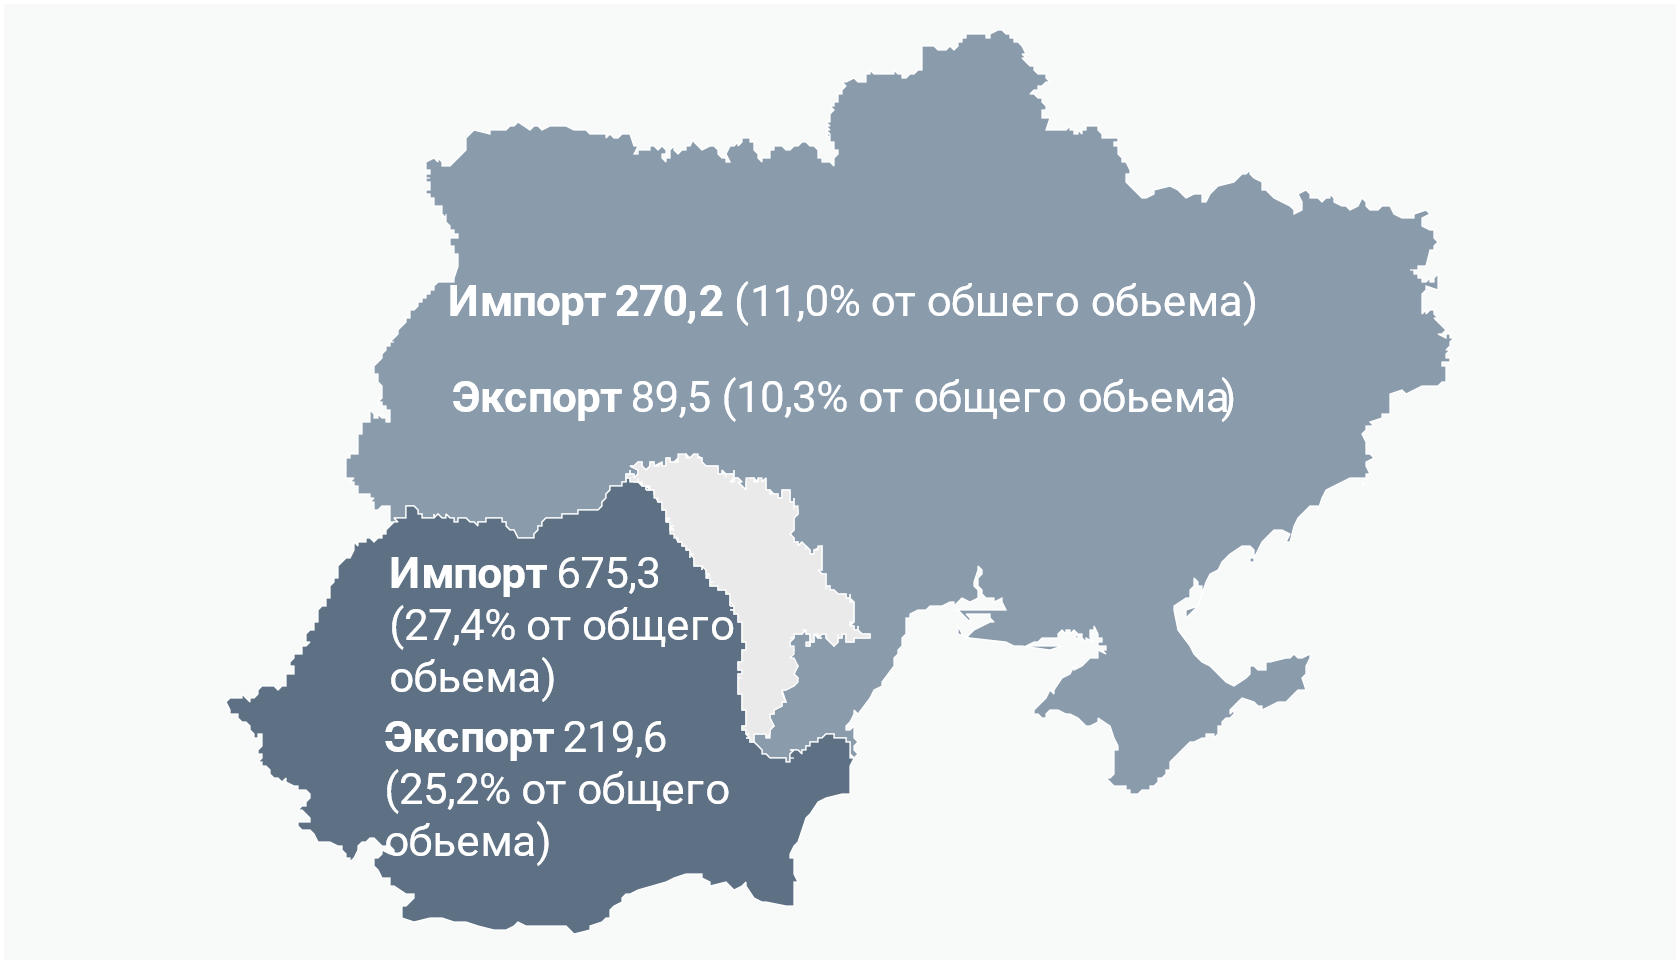 Импорт 270,2 (11,0% от обшего обьема)
Экспорт 89,5 (10,3% от общего обьема)
Импорт 675,3
(27,4% от общего
обьема)
Экспорт 219,6
(25,2% от общего
обьема)